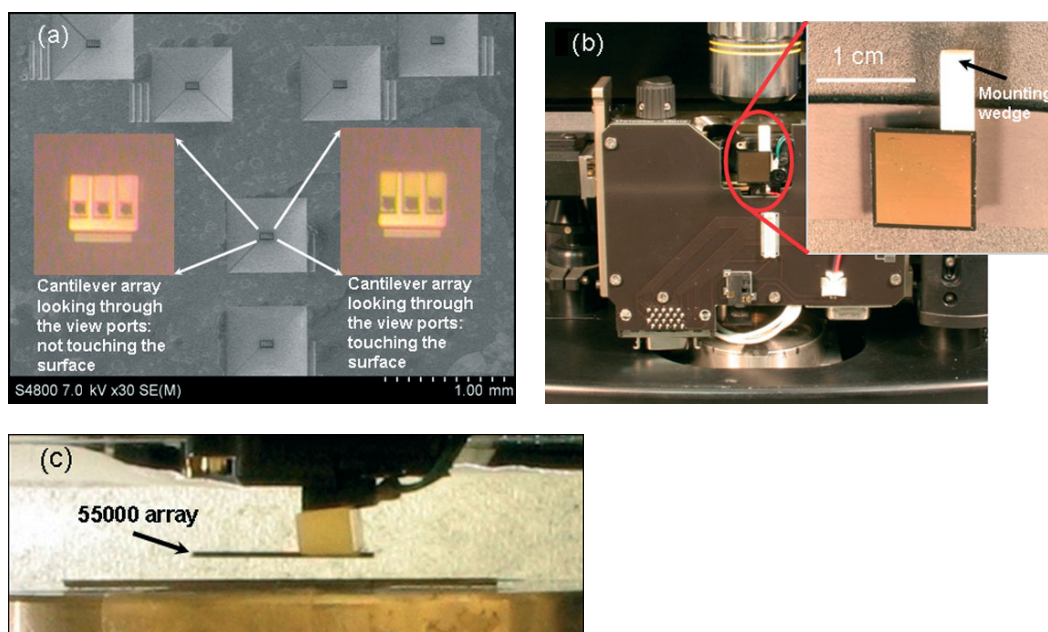 (a)
Cantilever array
looking through
the view ports:
not touching the
surface
Cantilever array
looking through
the view ports:
touching the
surface
S4800 7.0 kV x30 SE(M)
1.00 mm
(b)
1 cm
Mounting
wedge
(c)
55000 array